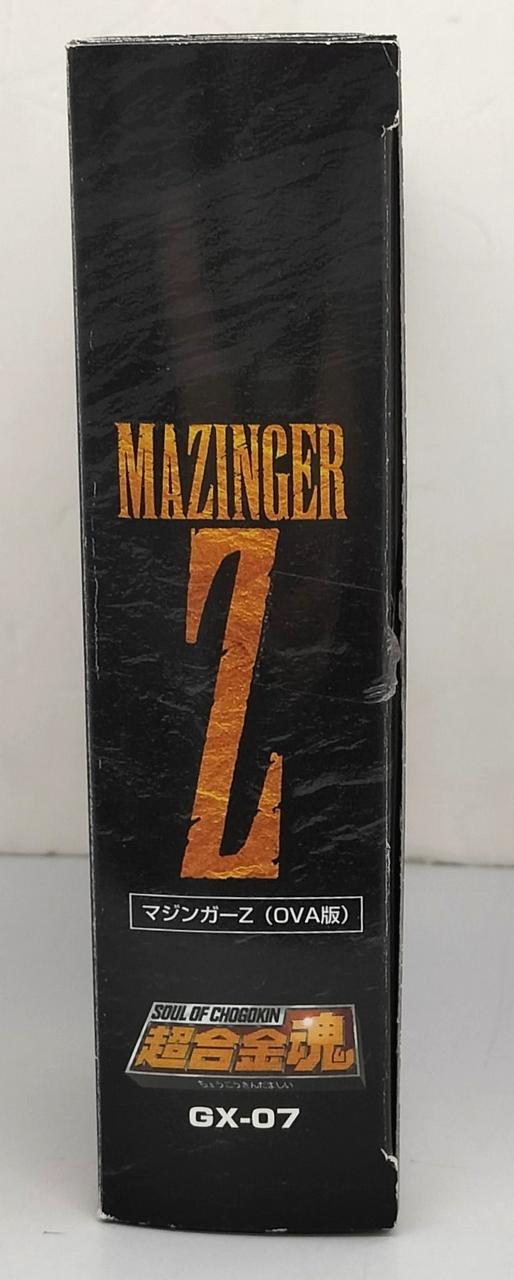 MAZINGER
Z
マジンガーZ（OVA版）
SOUL OF CHOGOKIN
超合金魂
ちょうごうきんだましい
GX-07